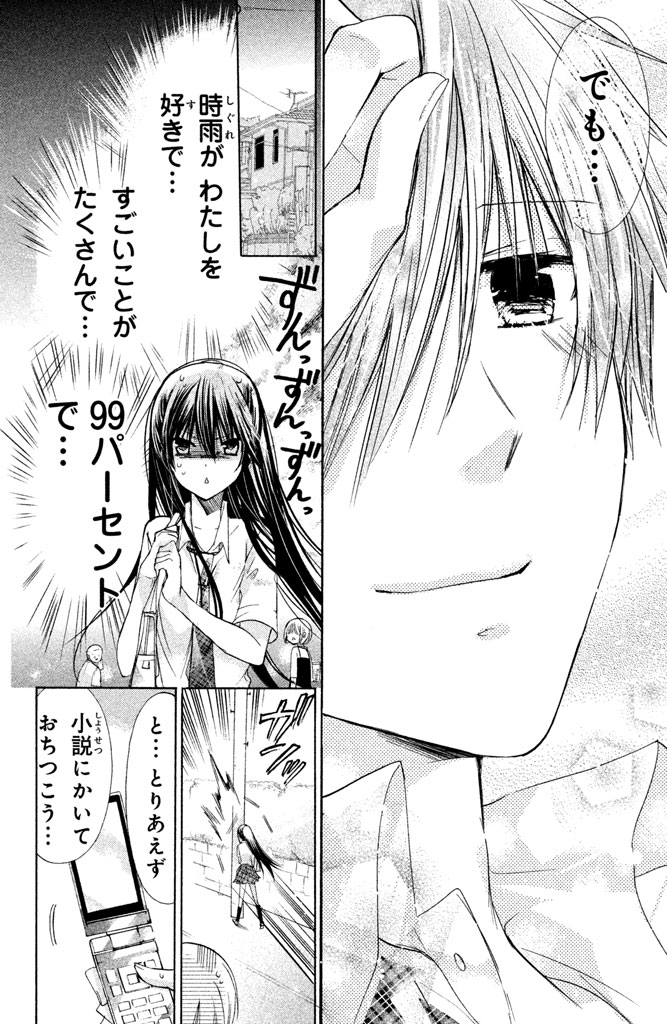 でも…
時雨が わたしを
好きで…
すごいことが
たくさんで…
99パーセント
で…
ずんっずんっずんっ
ガンッ
と… とりあえず
小説にかいて
おちつこう…